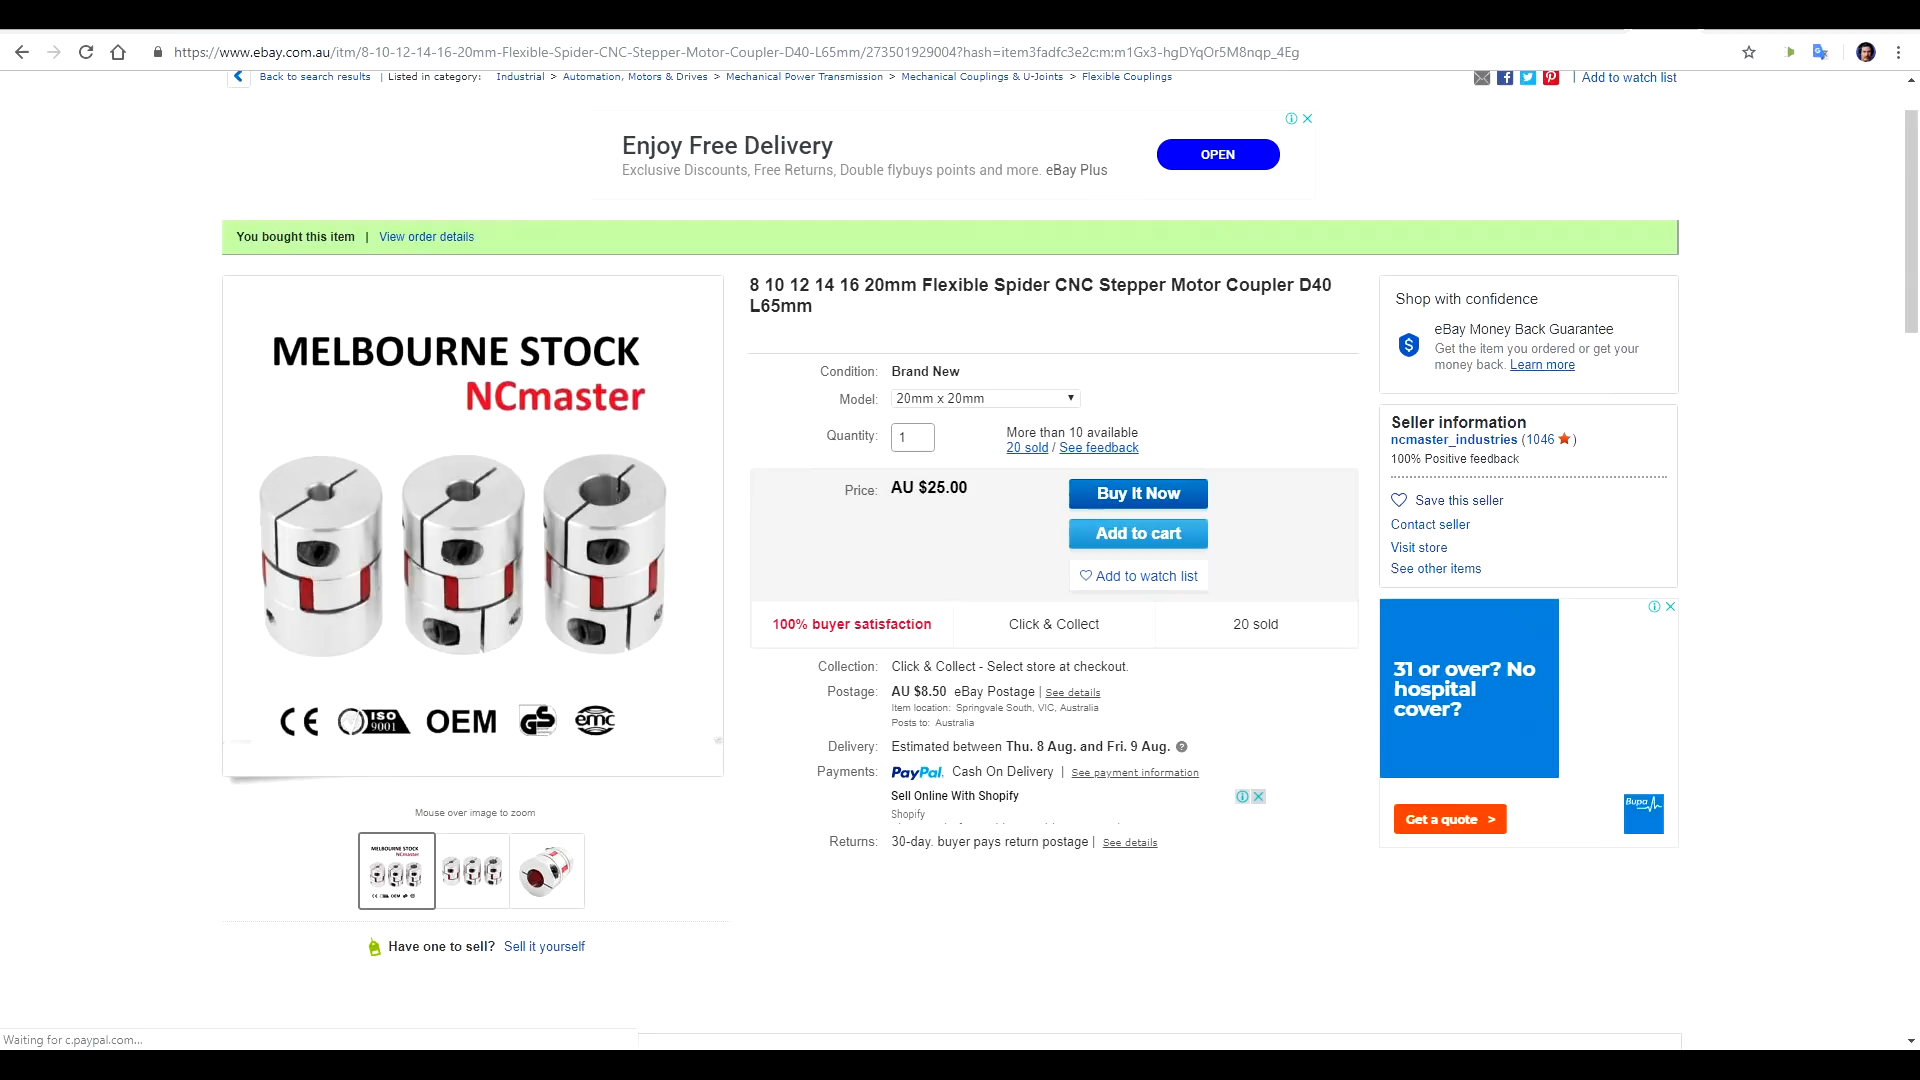 https://www.ebay.com.au/itm/8-10-12-14-16-20mm-Flexible-Spider-CNC-Stepper-Motor-Coupler-D40-L65mm/273501929004?hash=item3fadfc3e2c:m:m1Gx3-hgDYqOr5M8nqp_4Eg
Back to search results | Listed in category: Industrial > Automation, Motors & Drives > Mechanical Power Transmission > Mechanical Couplings & U-Joints > Flexible Couplings
| Add to watch list
Enjoy Free Delivery
Exclusive Discounts, Free Returns, Double flybuys points and more. eBay Plus
OPEN
You bought this item | View order details
MELBOURNE STOCK
NCmaster
CE ISO 9001 OEM GS emc
Mouse over image to zoom
MELBOURNE STOCK
NCmaster
Have one to sell? Sell it yourself
8 10 12 14 16 20mm Flexible Spider CNC Stepper Motor Coupler D40
L65mm
Condition: Brand New
Model: 20mm x 20mm
Quantity: 1
More than 10 available
20 sold / See feedback
Price: AU $25.00
Buy It Now
Add to cart
Add to watch list
100% buyer satisfaction
Click & Collect
20 sold
Collection: Click & Collect - Select store at checkout.
Postage: AU $8.50 eBay Postage | See details
Item location: Springvale South, VIC, Australia
Posts to: Australia
Delivery: Estimated between Thu. 8 Aug. and Fri. 9 Aug.
Payments: PayPal. Cash On Delivery | See payment information
Sell Online With Shopify
Shopify
Returns: 30-day. buyer pays return postage | See details
Shop with confidence
eBay Money Back Guarantee
Get the item you ordered or get your
money back. Learn more
Seller information
ncmaster_industries (1046 )
100% Positive feedback
Save this seller
Contact seller
Visit store
See other items
31 or over? No
hospital
cover?
Get a quote >
Bupa
Waiting for c.paypal.com...